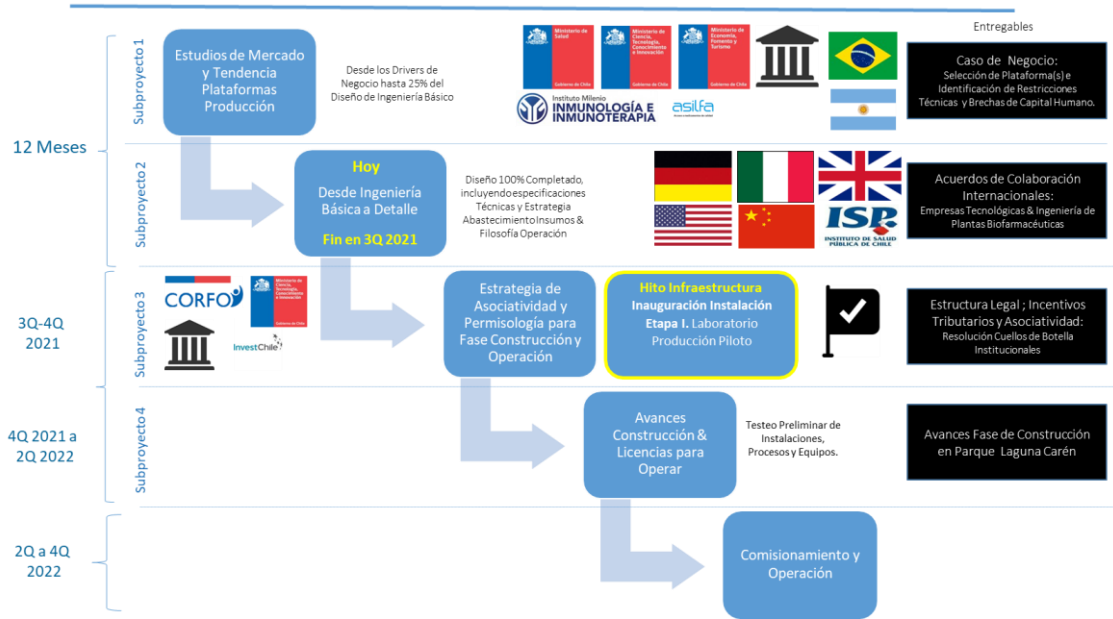 Entregables
Subproyecto 1
Estudios de Mercado
y Tendencia
Plataformas
Producción
Desde los Drivers de
Negocio hasta 25% del
Diseño de Ingeniería Básico
Ministerio de
Salud
Gobierno de Chile
Ministerio de
Ciencia,
Tecnología,
Conocimiento
e Innovación
Gobierno de Chile
Ministerio de
Economía,
Fomento y
Turismo
Gobierno de Chile
Instituto Milenio
INMUNOLOGÍA E
INMUNOTERAPIA
asilfa
Caso de Negocio:
Selección de Plataforma(s) e
Identificación de Restricciones
Técnicas y Brechas de Capital Humano.
12 Meses
Subproyecto 2
Hoy
Desde Ingeniería
Básica a Detalle
Fin en 3Q 2021
Diseño 100% Completado,
incluyendo especificaciones
Técnicas y Estrategia
Abastecimiento Insumos &
Filosofía Operación
ISP
INSTITUTO DE SALUD
PÚBLICA DE CHILE
Acuerdos de Colaboración
Internacionales:
Empresas Tecnológicas & Ingeniería de
Plantas Biofarmacéuticas
3Q-4Q
2021
Subproyecto 3
CORFO
Ministerio de
Ciencia,
Tecnología,
Conocimiento
e Innovación
Gobierno de Chile
InvestChile
Estrategia de
Asociatividad y
Permisología para
Fase Construcción y
Operación
Hito Infraestructura
Inauguración Instalación
Etapa I. Laboratorio
Producción Piloto
Estructura Legal ; Incentivos
Tributarios y Asociatividad:
Resolución Cuellos de Botella
Institucionales
4Q 2021 a
2Q 2022
Subproyecto 4
Avances
Construcción &
Licencias para
Operar
Testeo Preliminar de
Instalaciones,
Procesos y Equipos.
Avances Fase de Construcción
en Parque Laguna Carén
2Q a 4Q
2022
Comisionamiento y
Operación